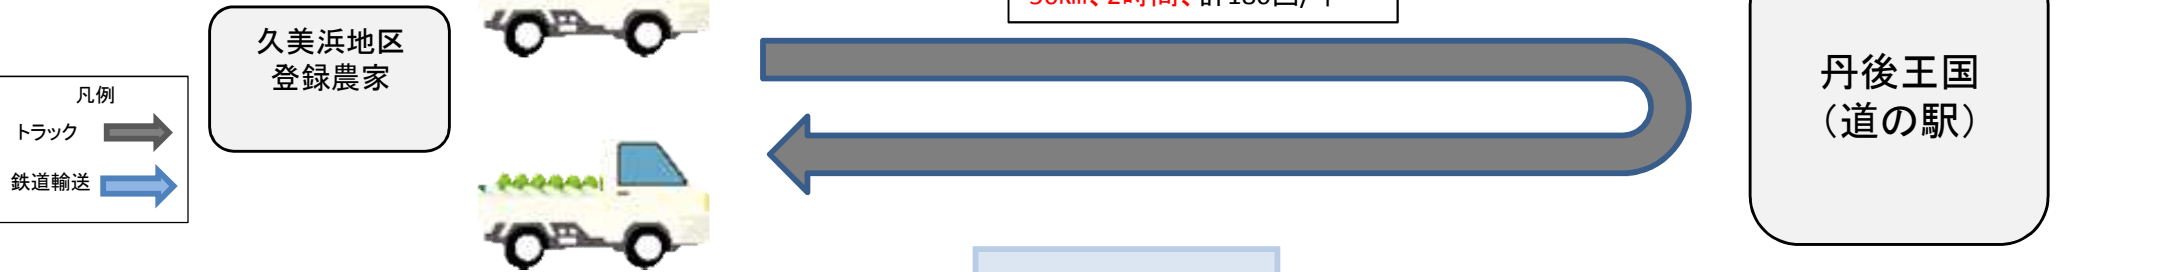 久美浜地区
登録農家
凡例
トラック
鉄道輸送
丹後王国
（道の駅）